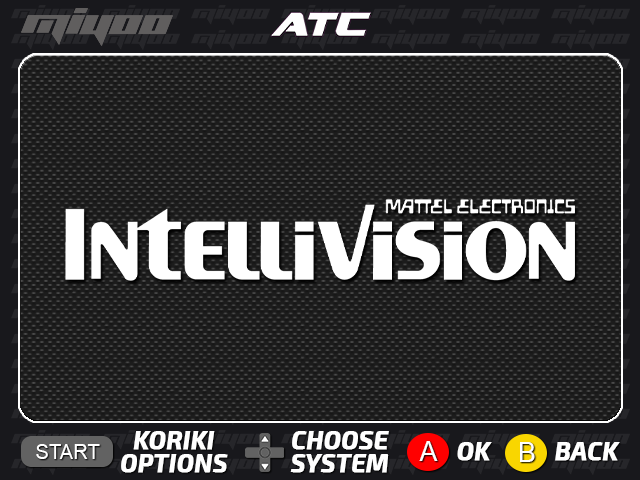 miyoo
ATC
MATTEL ELECTRONICS
INTELLIVISION
START
KORIKI
OPTIONS
CHOOSE
SYSTEM
A
OK
B
BACK